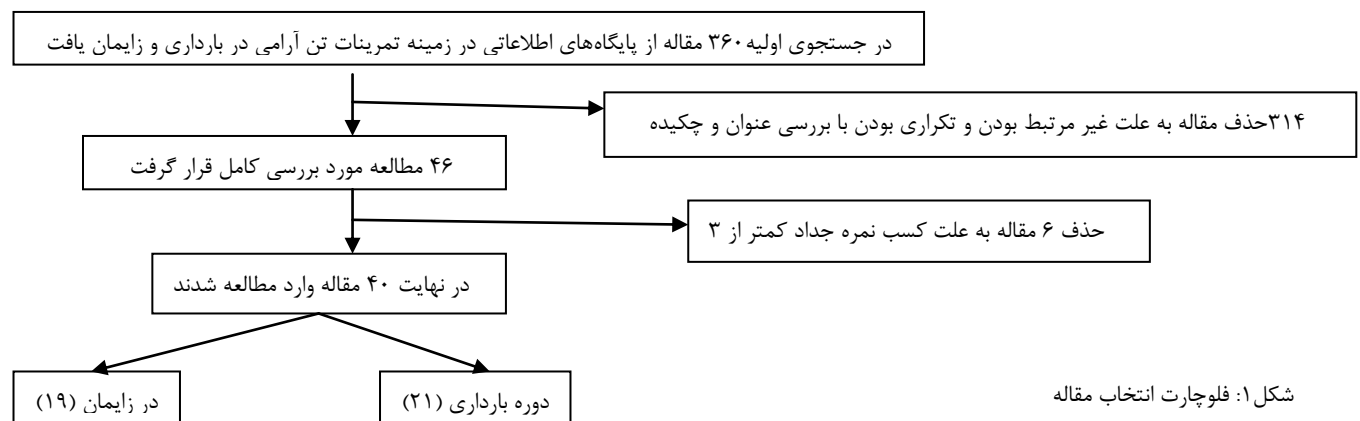 در جستجوی اولیه ۳۶۰ مقاله از پایگاه‌های اطلاعاتی در زمینه تمرینات تن آرامی در بارداری و زایمان یافت
۳۱۴حذف مقاله به علت غیر مرتبط بودن و تکراری بودن با بررسی عنوان و چکیده
۴۶ مطالعه مورد بررسی کامل قرار گرفت
حذف ۶ مقاله به علت کسب نمره جداد کمتر از ۳
در نهایت ۴۰ مقاله وارد مطالعه شدند
دوره بارداری (۲۱)
در زایمان (۱۹)
شکل۱: فلوچارت انتخاب مقاله